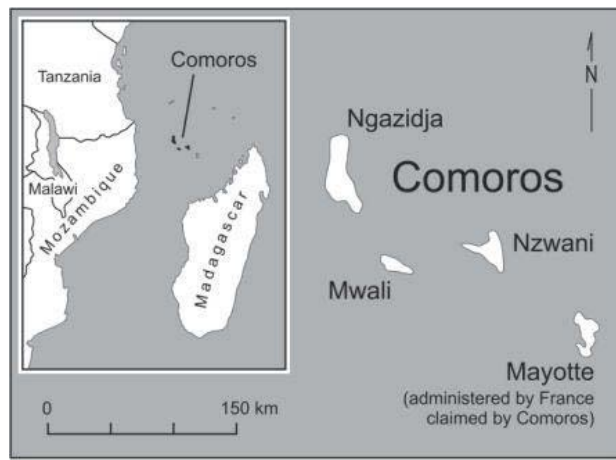 Tanzania
Comoros
Malawi
Mozambique
Madagascar
N
Ngazidja
Comoros
Nzwani
Mwali
Mayotte
(administered by France
claimed by Comoros)
0 150 km